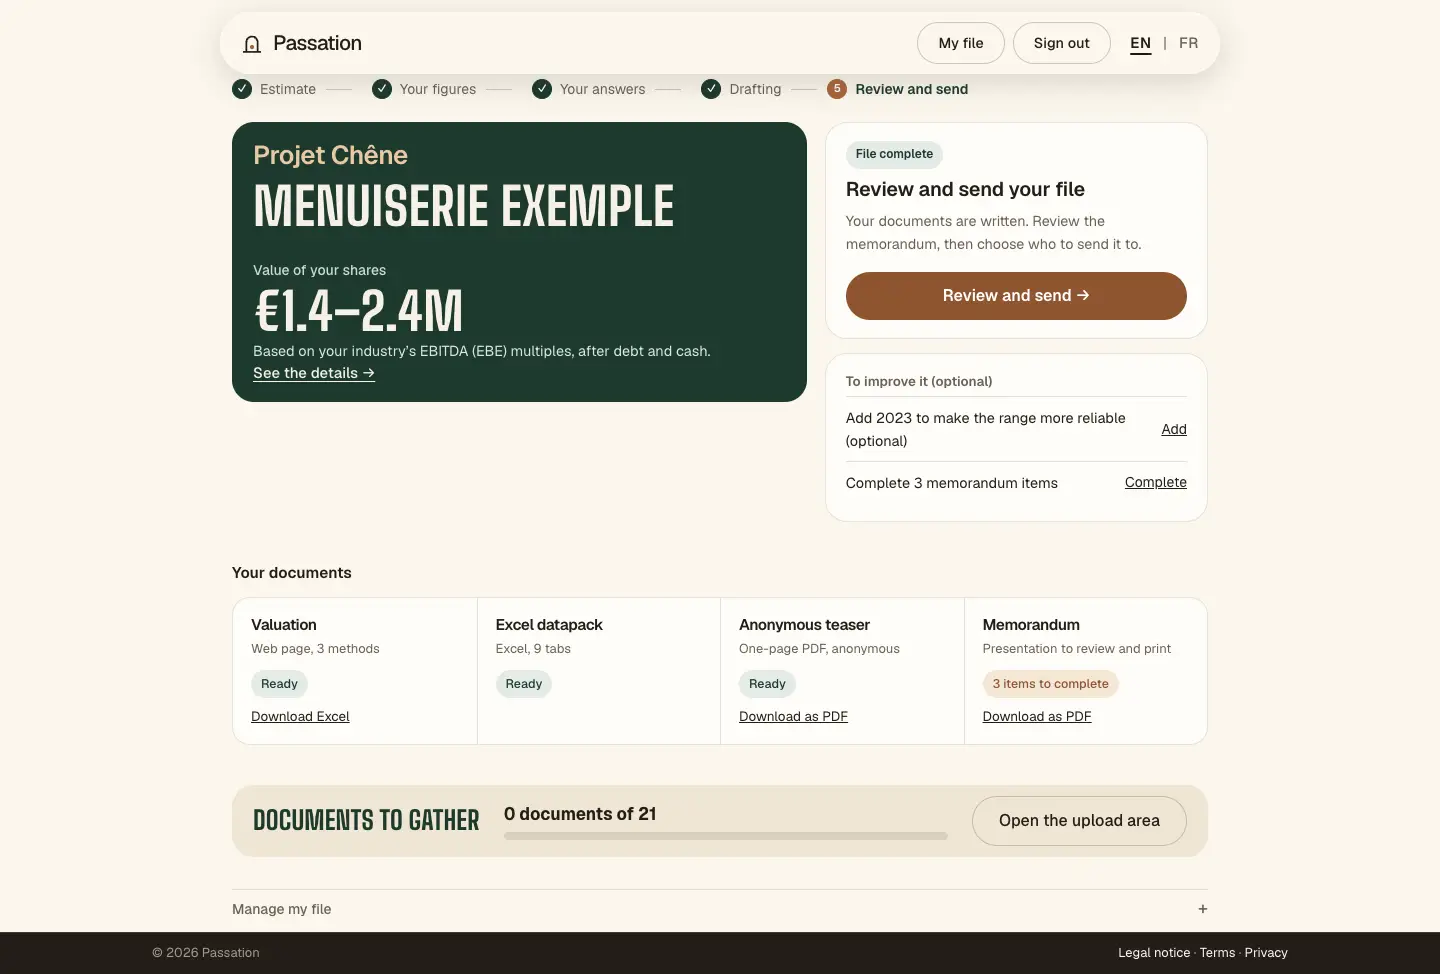 Passation
My file
Sign out
EN | FR
Estimate
Your figures
Your answers
Drafting
5 Review and send
Projet Chêne
MENUISERIE EXEMPLE
Value of your shares
€1.4–2.4M
Based on your industry's EBITDA (EBE) multiples, after debt and cash.
See the details →
File complete
Review and send your file
Your documents are written. Review the
memorandum, then choose who to send it to.
Review and send →
To improve it (optional)
Add 2023 to make the range more reliable
(optional)
Add
Complete 3 memorandum items
Complete
Your documents
Valuation
Web page, 3 methods
Ready
Download Excel
Excel datapack
Excel, 9 tabs
Ready
Anonymous teaser
One-page PDF, anonymous
Ready
Download as PDF
Memorandum
Presentation to review and print
3 items to complete
Download as PDF
DOCUMENTS TO GATHER
0 documents of 21
Open the upload area
Manage my file
+
© 2026 Passation
Legal notice · Terms · Privacy